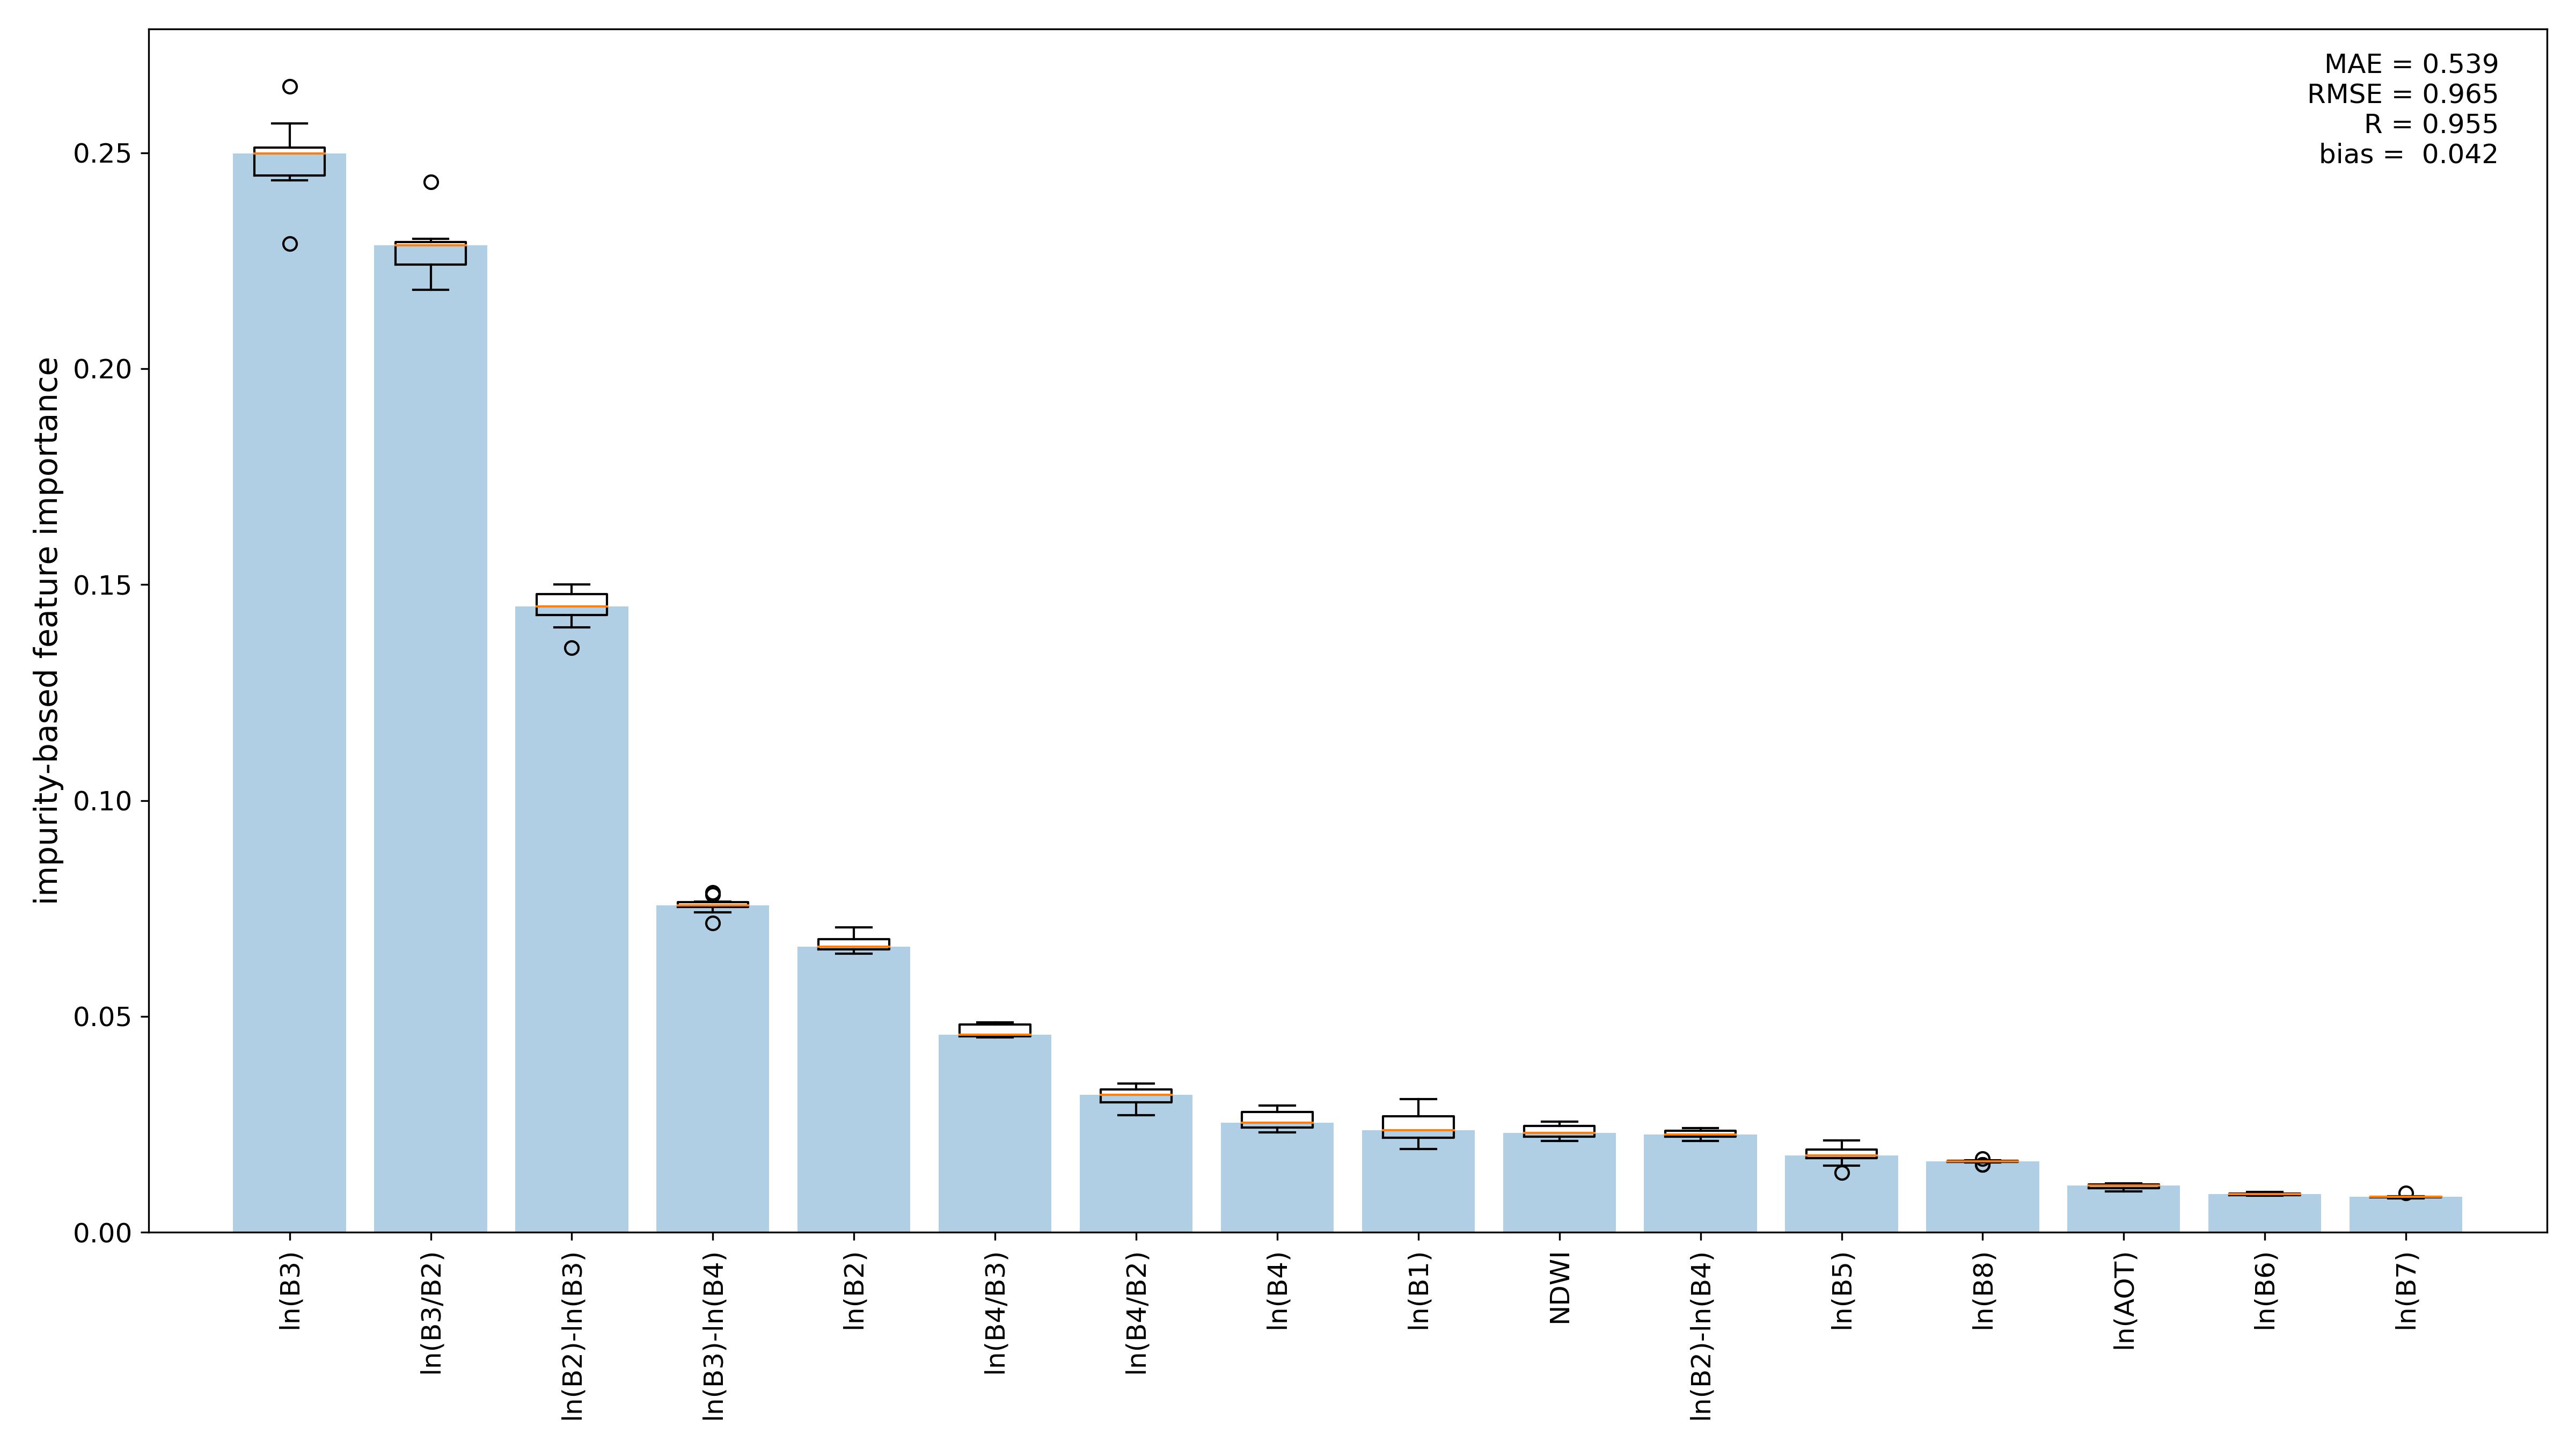 MAE = 0.539
RMSE = 0.965
R = 0.955
bias =  0.042
impurity-based feature importance
0.25
0.20
0.15
0.10
0.05
0.00
ln(B3)
ln(B3/B2)
ln(B2)-ln(B3)
ln(B3)-ln(B4)
ln(B2)
ln(B4/B3)
ln(B4/B2)
ln(B4)
ln(B1)
NDWI
ln(B2)-ln(B4)
ln(B5)
ln(B8)
ln(AOT)
ln(B6)
ln(B7)